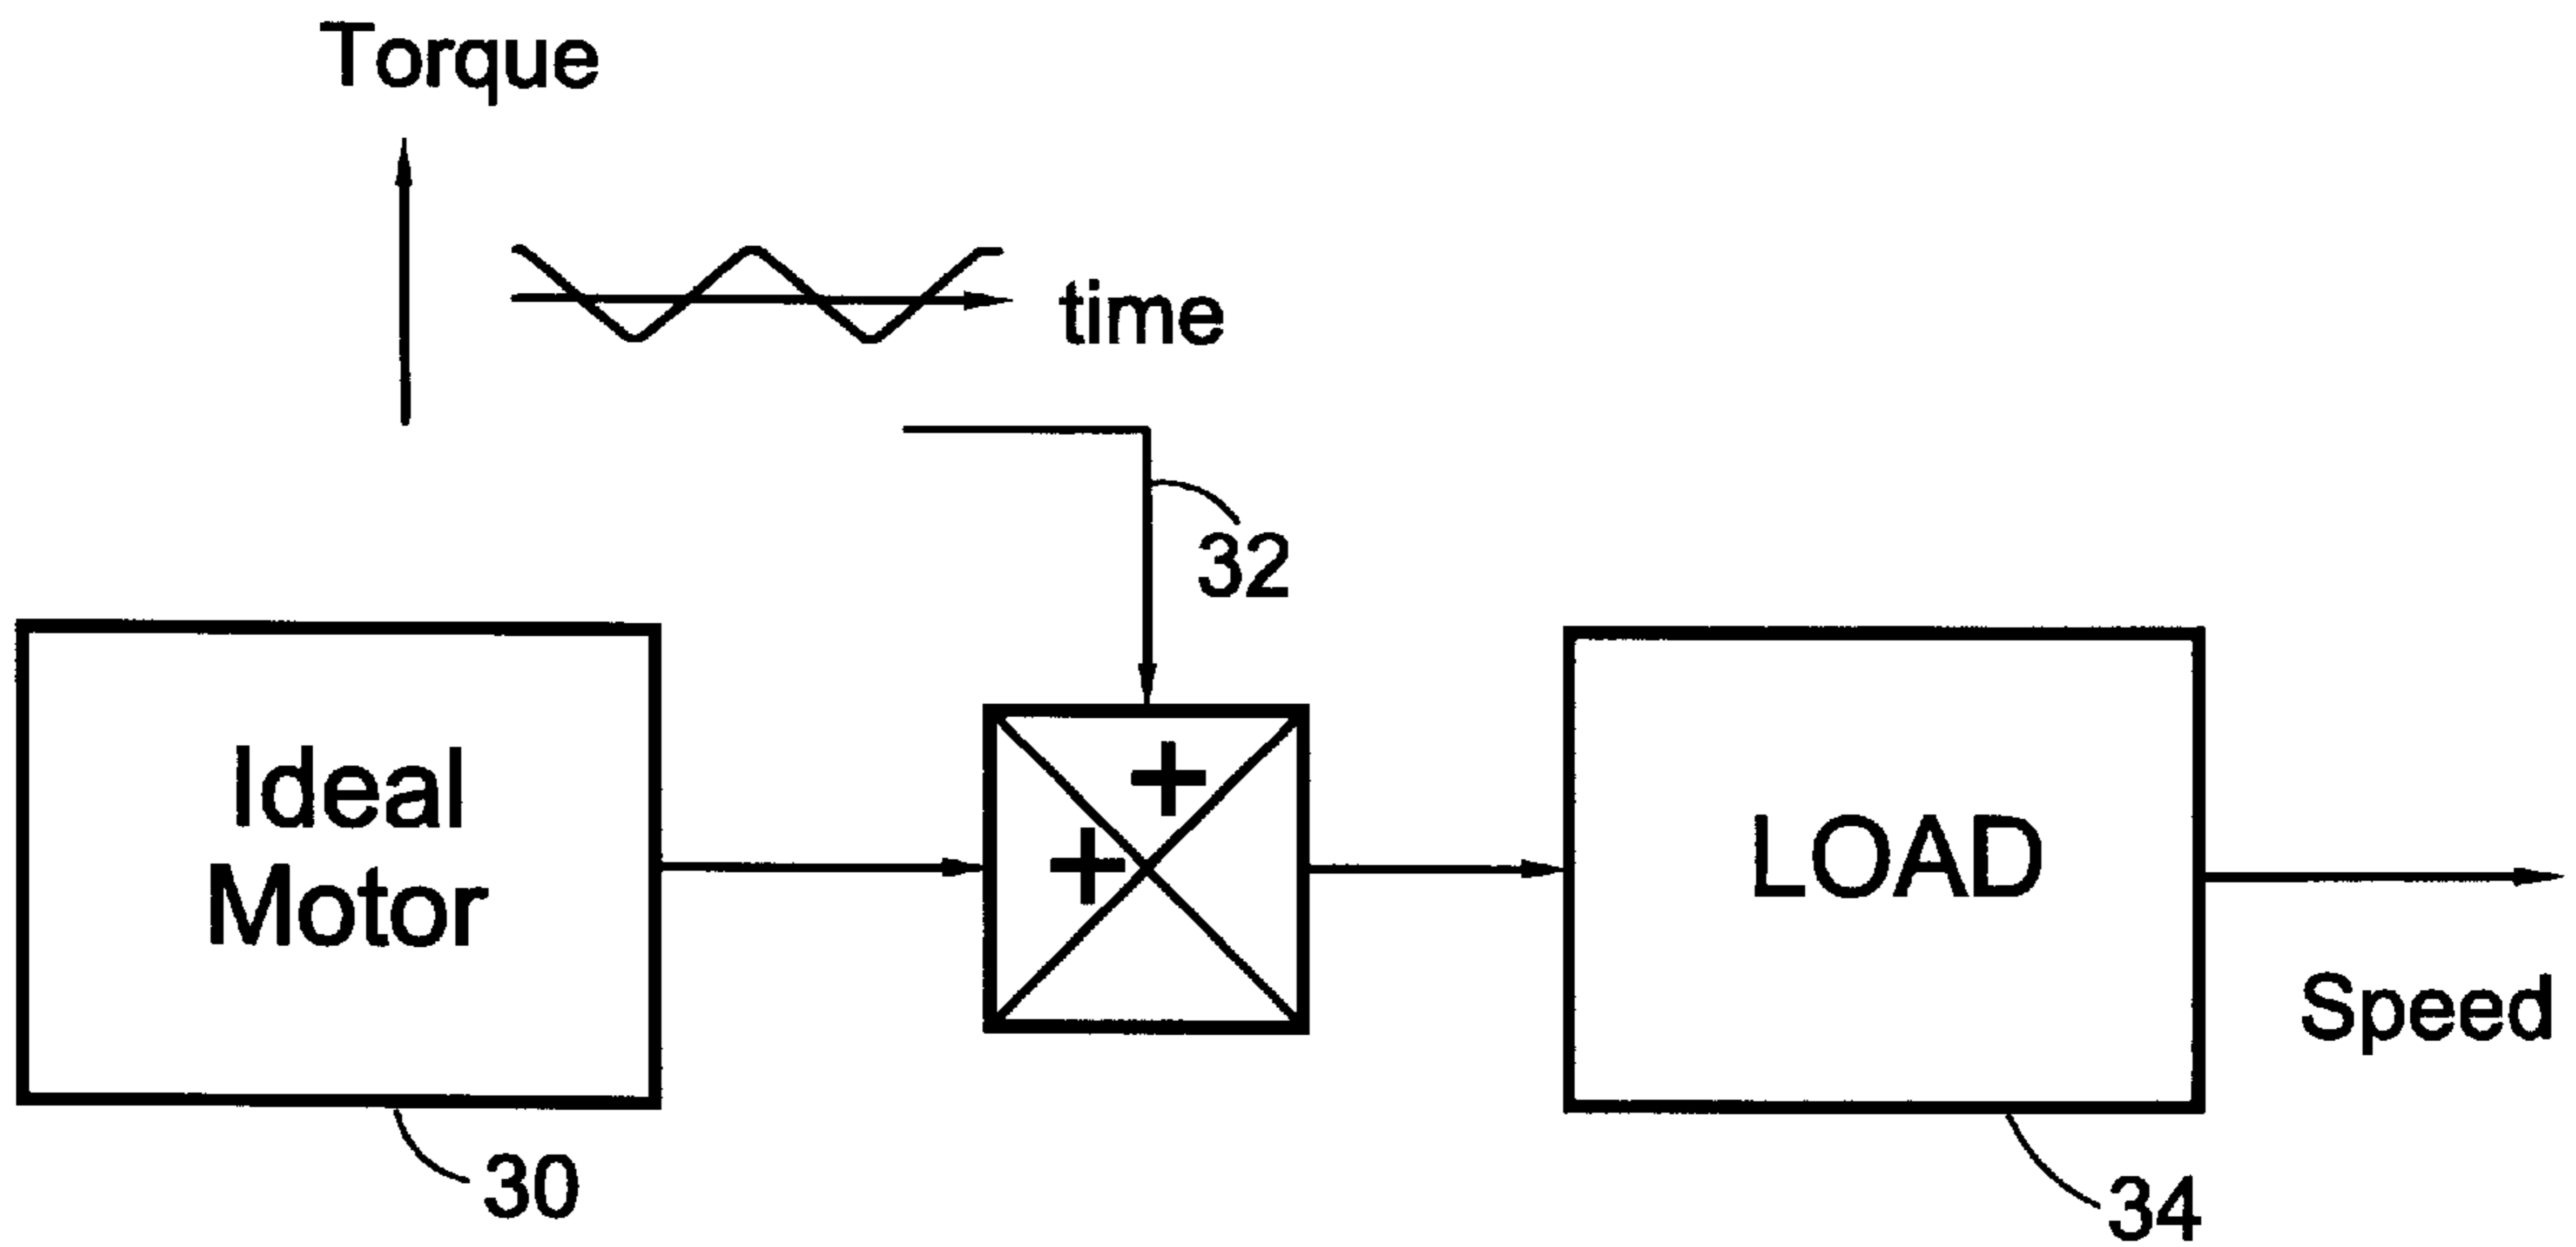 Torque
time
32
Ideal
Motor
+
+
LOAD
Speed
30
34